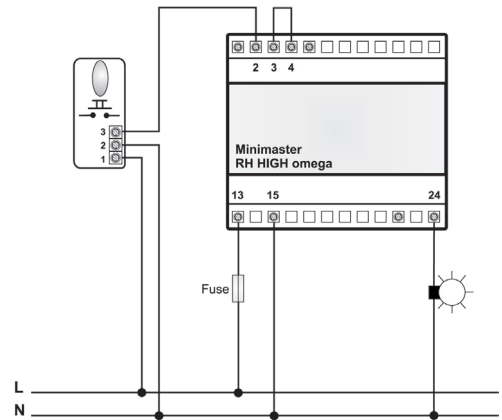 2 3 4
3
2
1
Minimaster
RH HIGH omega
13 15 24
Fuse
L
N